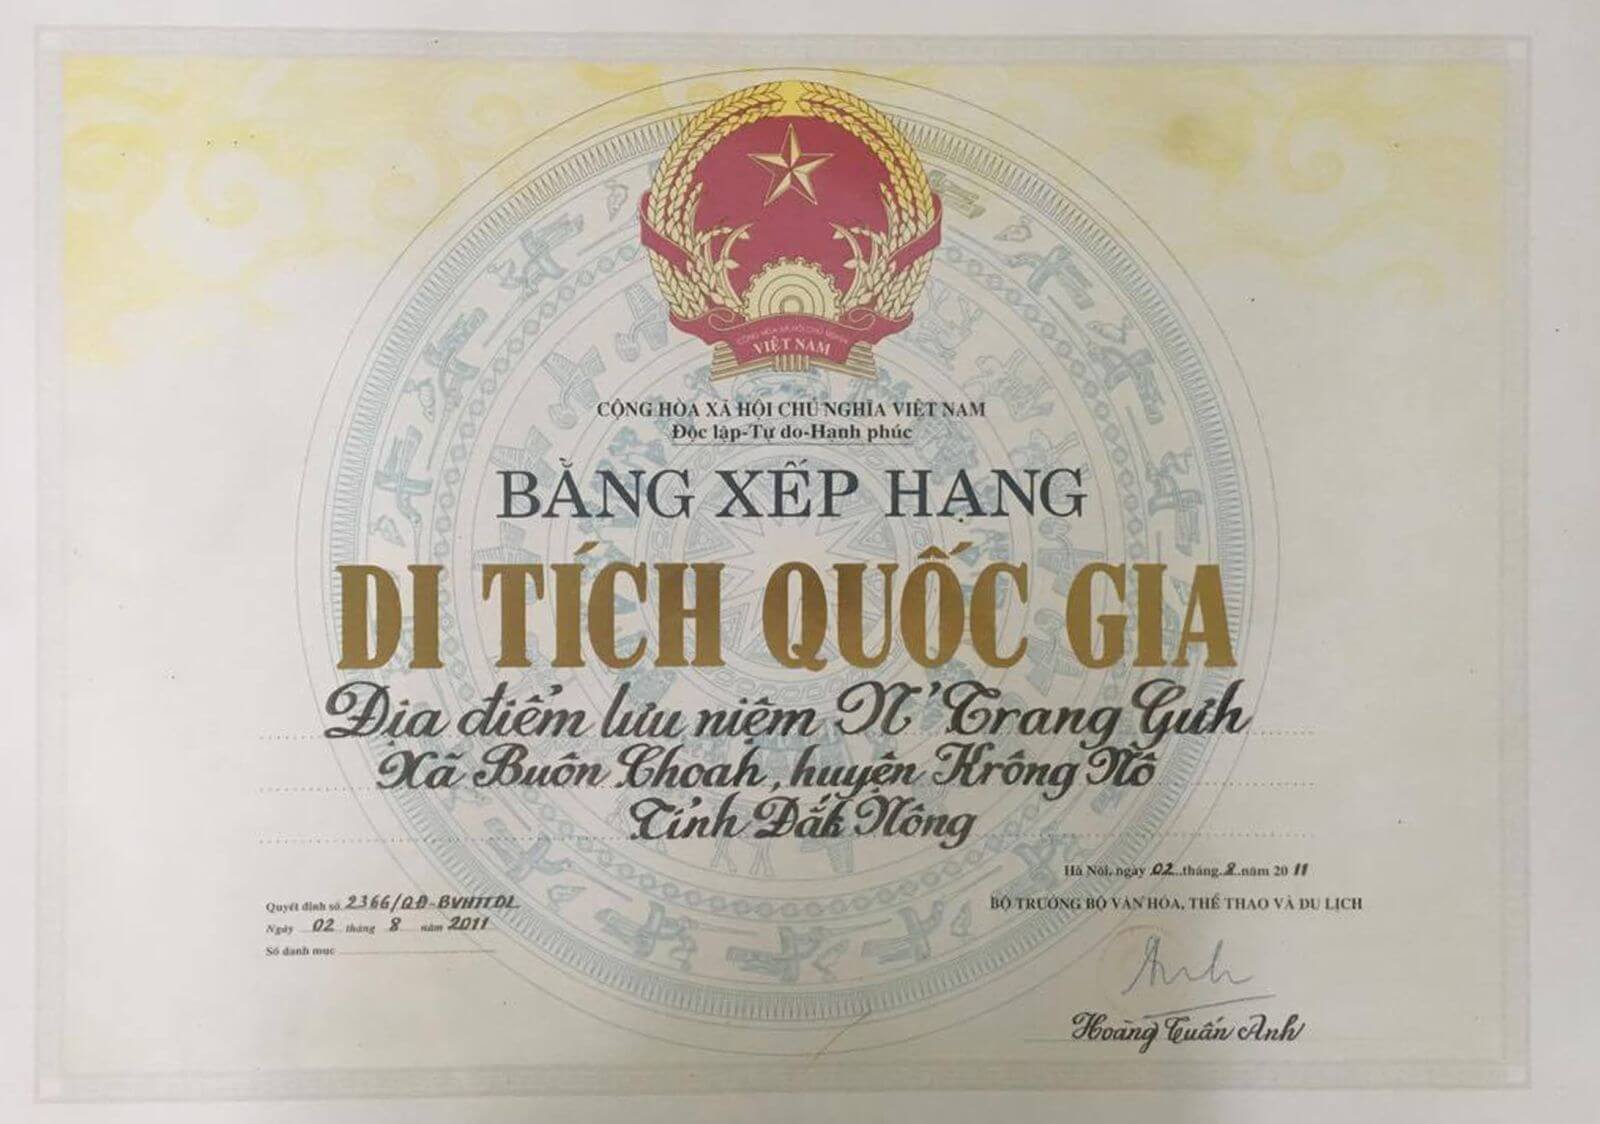 CỘNG HÒA XÃ HỘI CHỦ NGHĨA
VIỆT NAM
CỘNG HÒA XÃ HỘI CHỦ NGHĨA VIỆT NAM
Độc lập-Tự do-Hạnh phúc
BẰNG XẾP HẠNG
DI TÍCH QUỐC GIA
Địa điểm lưu niệm N'Trang Gưh
Xã Buôn Choah, huyện Krông Nô
Tỉnh Đắk Nông
Hà Nội, ngày 02 tháng 8 năm 2011
BỘ TRƯỞNG BỘ VĂN HÓA, THỂ THAO VÀ DU LỊCH
Quyết định số 2366/QĐ-BVHTTDL
Ngày 02 tháng 8 năm 2011
Số danh mục
Anh
Hoàng Tuấn Anh